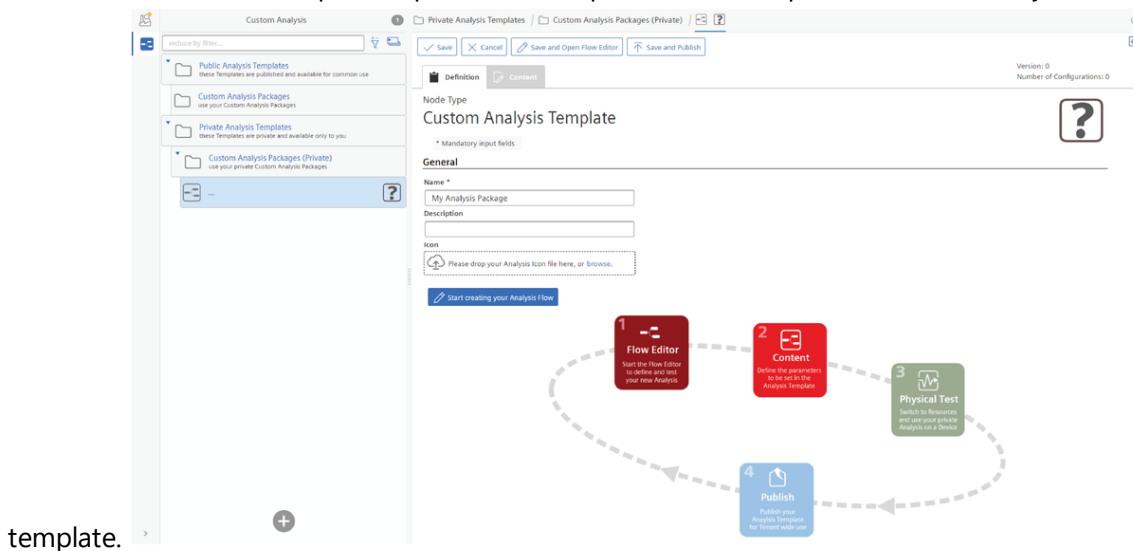 Custom Analysis
1
Private Analysis Templates / Custom Analysis Packages (Private) /
?
reduce by filter...
Public Analysis Templates
these Templates are published and available for common use
Custom Analysis Packages
use your Custom Analysis Packages
Private Analysis Templates
these Templates are private and available only to you
Custom Analysis Packages (Private)
use your private Custom Analysis Packages
...
?
Save
Cancel
Save and Open Flow Editor
Save and Publish
Version: 0
Number of Configurations: 0
Definition
Content
Node Type
Custom Analysis Template
?
* Mandatory input fields
General
Name *
My Analysis Package
Description
Icon
Please drop your Analysis Icon file here, or browse.
Start creating your Analysis Flow
1
Flow Editor
Start the Flow Editor
to define and test
your new Analysis
2
Content
Define the parameters
to be set in the
Analysis Template
3
Physical Test
Switch to Resources
and use your private
Analysis on a Device
4
Publish
Publish your
Anaylsis Template
for Tenant wide use
template.